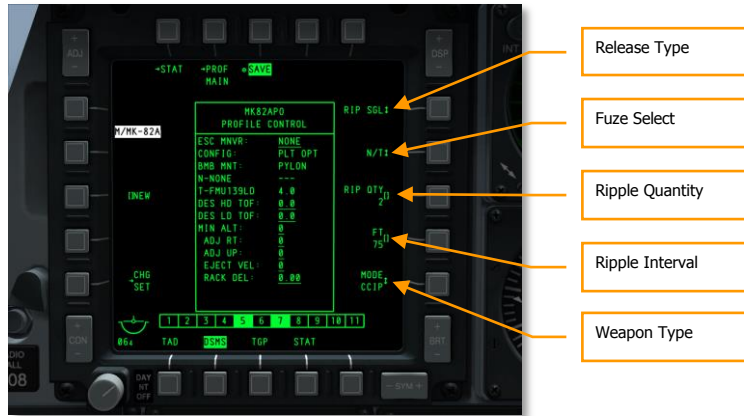 ADJ
DSP
INT
→STAT →PROF MAIN SAVE
M/MK-82A
MK82APO
PROFILE CONTROL
ESC MNVR: NONE
CONFIG: PLT OPT
BMB MNT: PYLON
N-NONE ---
T-FMU139LD 4.0
DES HD TOF: 0.0
DES LD TOF: 0.0
MIN ALT: 0
ADJ RT: 0
ADJ UP: 0
EJECT VEL: 0
RACK DEL: 0.00
NEW
CHG
SET
RIP SGL
N/T
RIP QTY
2
FT
75
MODE
CCIP
1 2 3 4 5 6 7 8 9 10 11
TAD DSMS TGP STAT
CON
BRT
DAY
NT
OFF
- SYM +
08
Release Type
Fuze Select
Ripple Quantity
Ripple Interval
Weapon Type